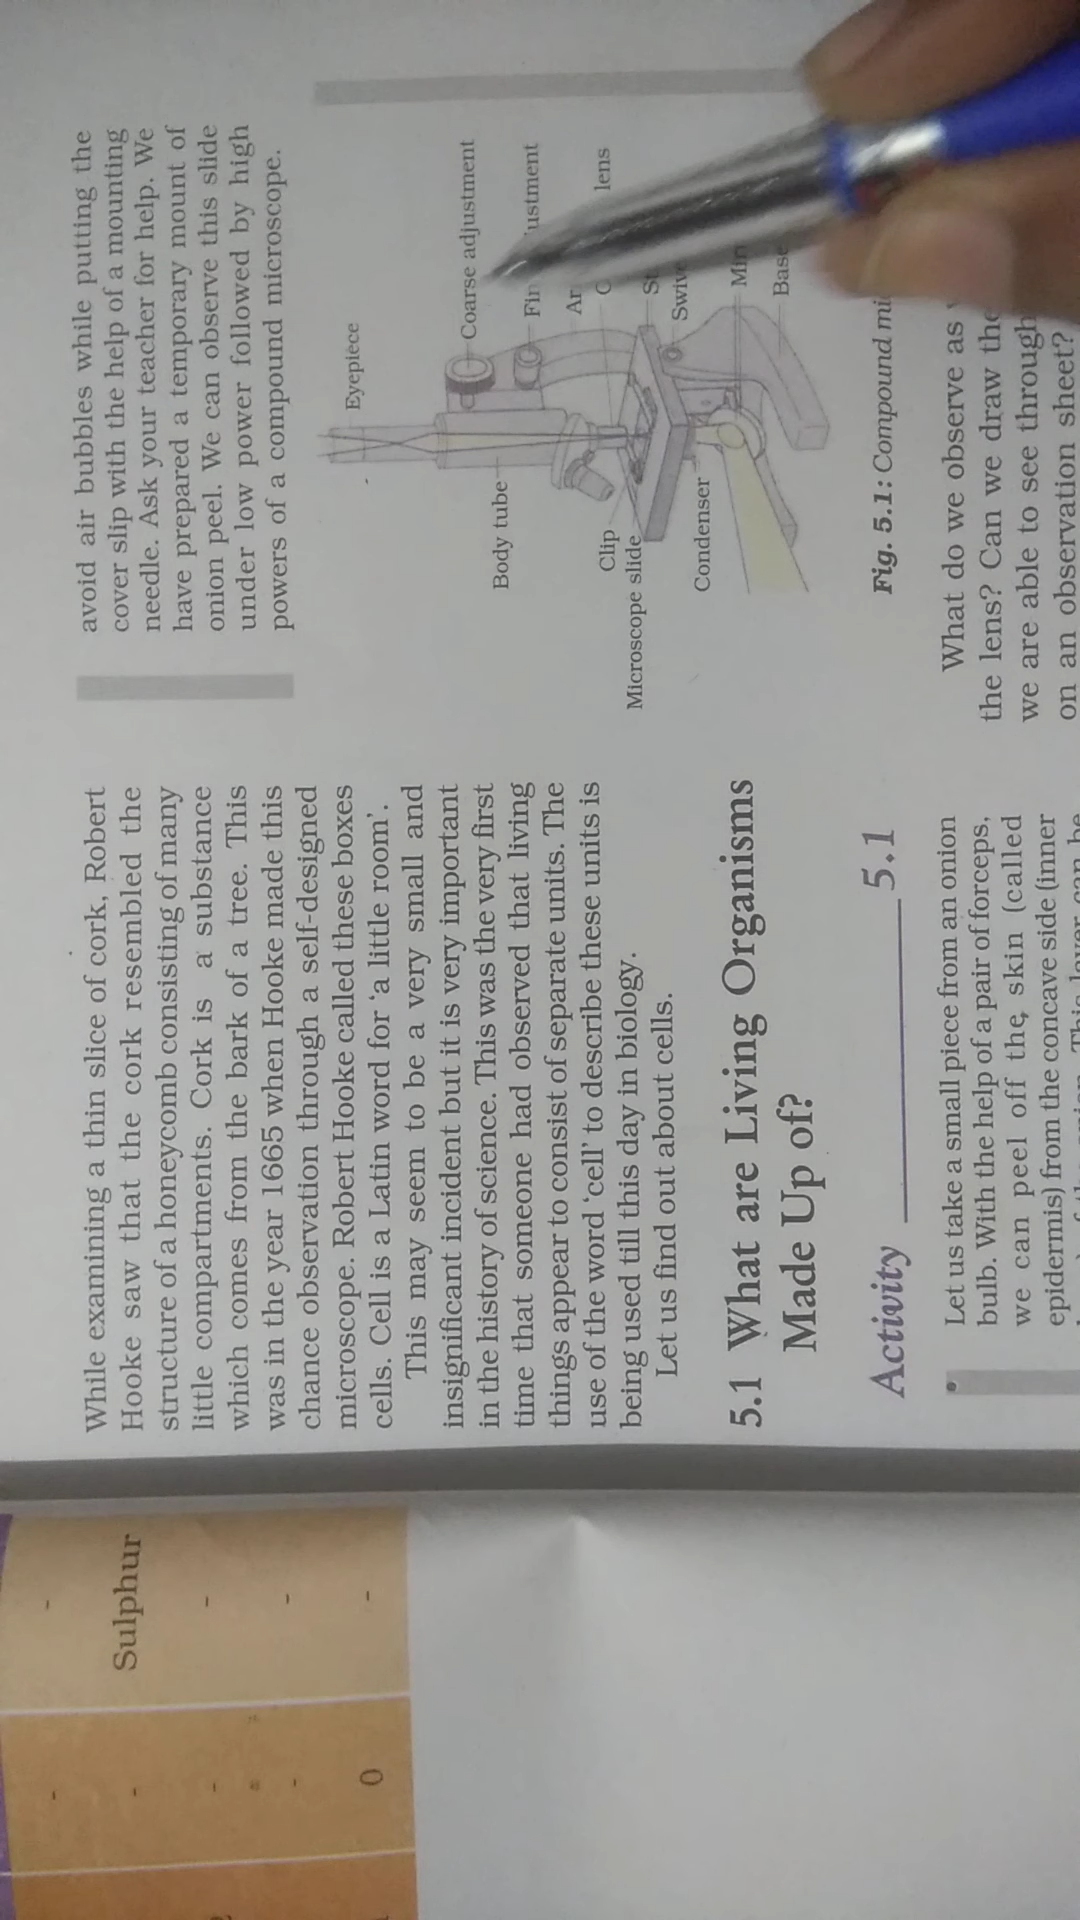 While examining a thin slice of cork, Robert
Hooke saw that the cork resembled the
structure of a honeycomb consisting of many
little compartments. Cork is a substance
which comes from the bark of a tree. This
was in the year 1665 when Hooke made this
chance observation through a self-designed
microscope. Robert Hooke called these boxes
cells. Cell is a Latin word for ‘a little room’.
This may seem to be a very small and
insignificant incident but it is very important
in the history of science. This was the very first
time that someone had observed that living
things appear to consist of separate units. The
use of the word ‘cell’ to describe these units is
being used till this day in biology.
Let us find out about cells.
5.1 What are Living Organisms
Made Up of?
Activity 5.1
• Let us take a small piece from an onion
bulb. With the help of a pair of forceps,
we can peel off the skin (called
epidermis) from the concave side (inner
layer can be
avoid air bubbles while putting the
cover slip with the help of a mounting
needle. Ask your teacher for help. We
have prepared a temporary mount of
onion peel. We can observe this slide
under low power followed by high
powers of a compound microscope.
Eyepiece
Coarse adjustment
Body tube
lens
Clip
Microscope slide
Condenser
Base
Fig. 5.1: Compound
What do we observe as
the lens? Can we draw the
we are able to see through
on an observation sheet?
Sulphur
0